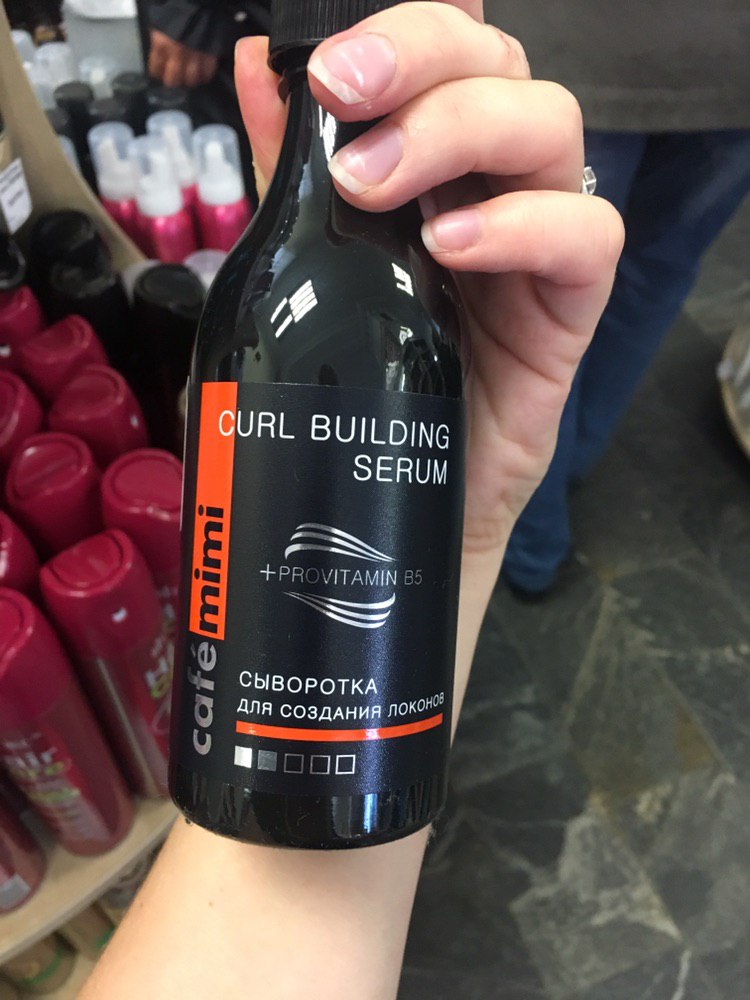 CURL BUILDING
SERUM
+PROVITAMIN B5
café mimi
СЫВОРОТКА
ДЛЯ СОЗДАНИЯ ЛОКОНОВ